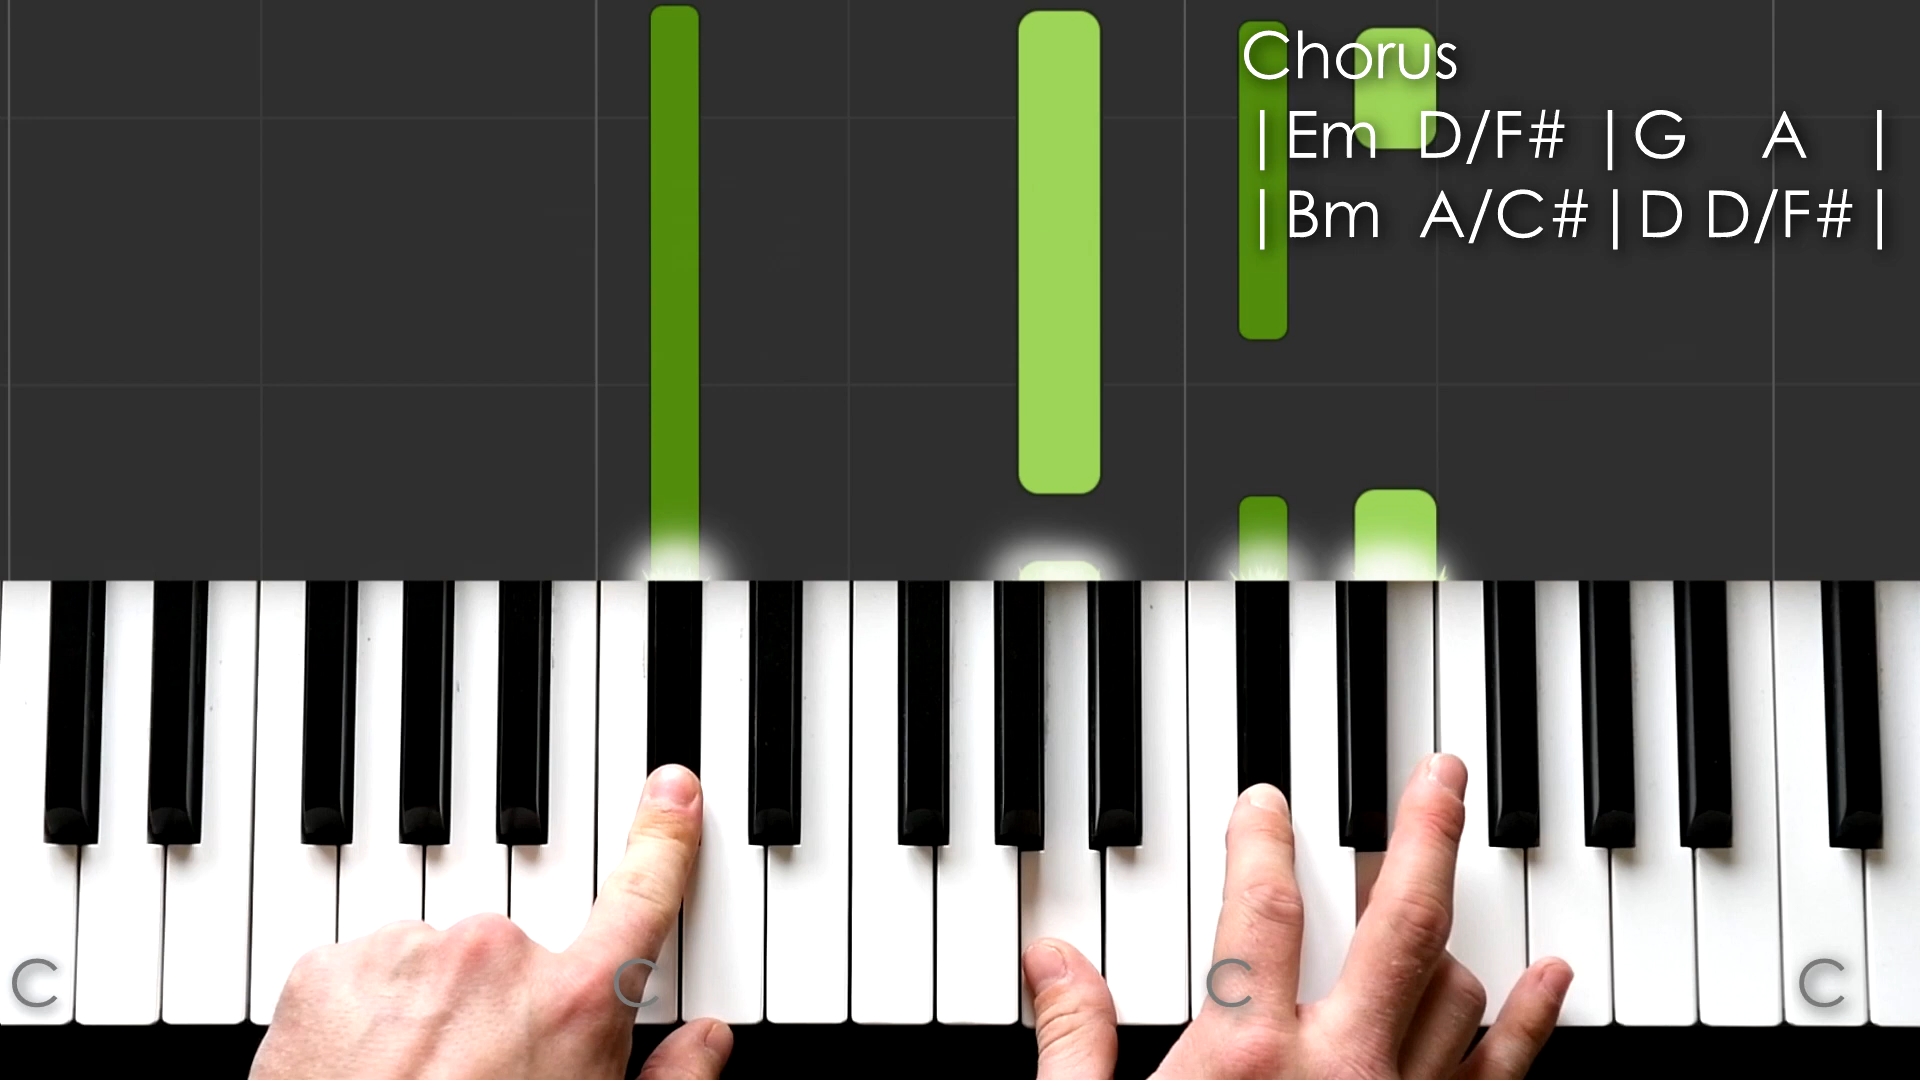 Chorus
|Em D/F# |G A |
|Bm A/C# |D D/F# |
C C C C